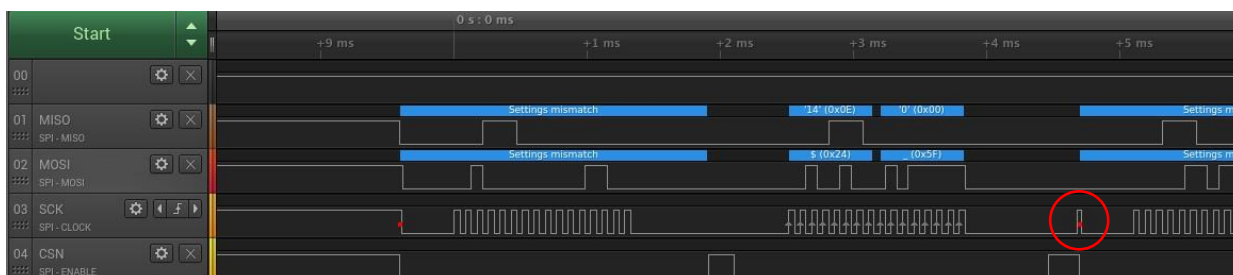 Start
0 s : 0 ms
+9 ms +1 ms +2 ms +3 ms +4 ms +5 ms
00
Settings mismatch '14' (0x0E) '0' (0x00) Settings m
01 MISO
SPI - MISO
Settings mismatch $ (0x24) _ (0x5F) Settings m
02 MOSI
SPI - MOSI
03 SCK
SPI - CLOCK
04 CSN
SPI - ENABLE